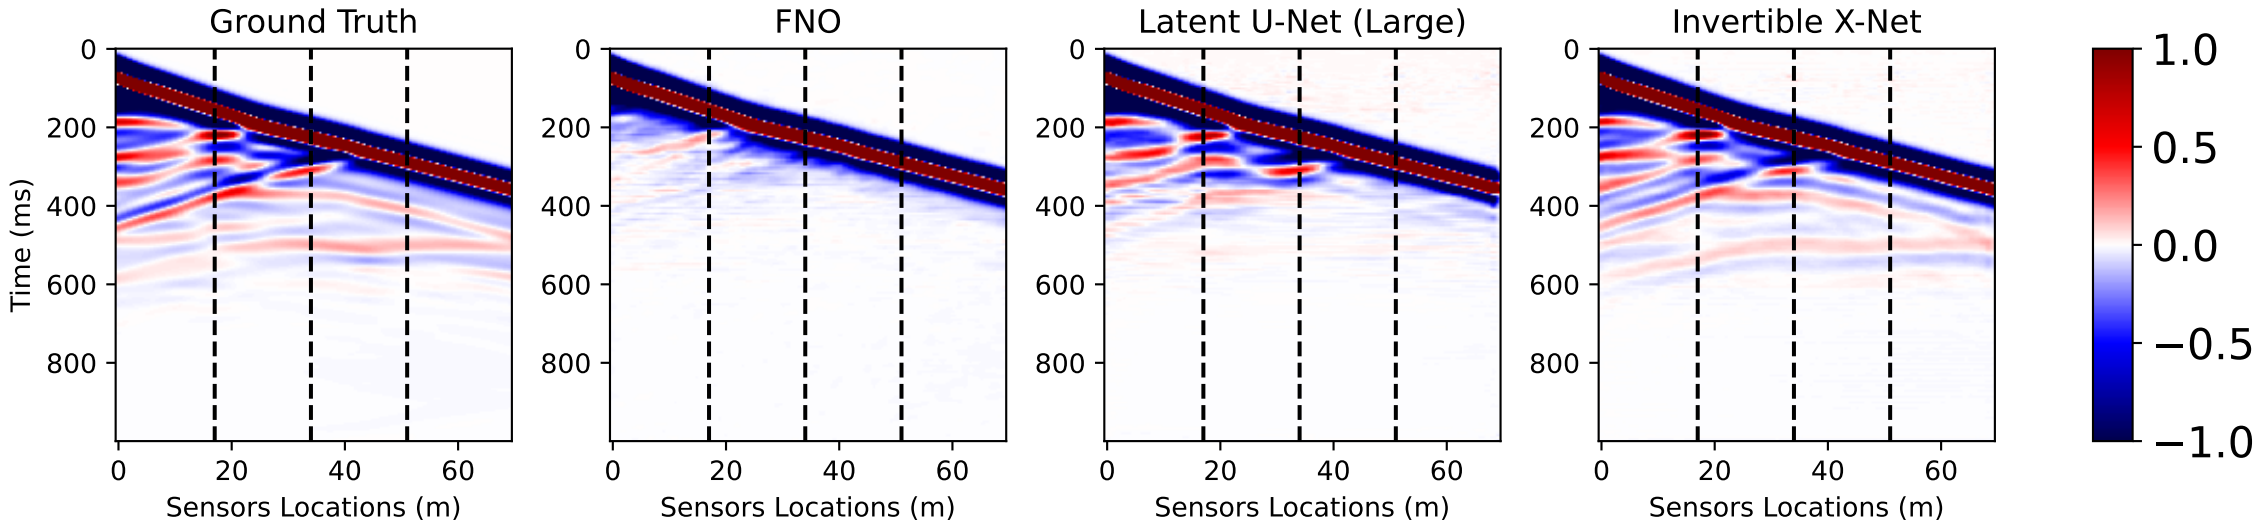 Ground Truth
FNO
Latent U-Net (Large)
Invertible X-Net
0
200
400
600
800
Time (ms)
0 20 40 60
Sensors Locations (m)
0
200
400
600
800
0 20 40 60
Sensors Locations (m)
0
200
400
600
800
0 20 40 60
Sensors Locations (m)
0
200
400
600
800
0 20 40 60
Sensors Locations (m)
1.0
0.5
0.0
−0.5
−1.0